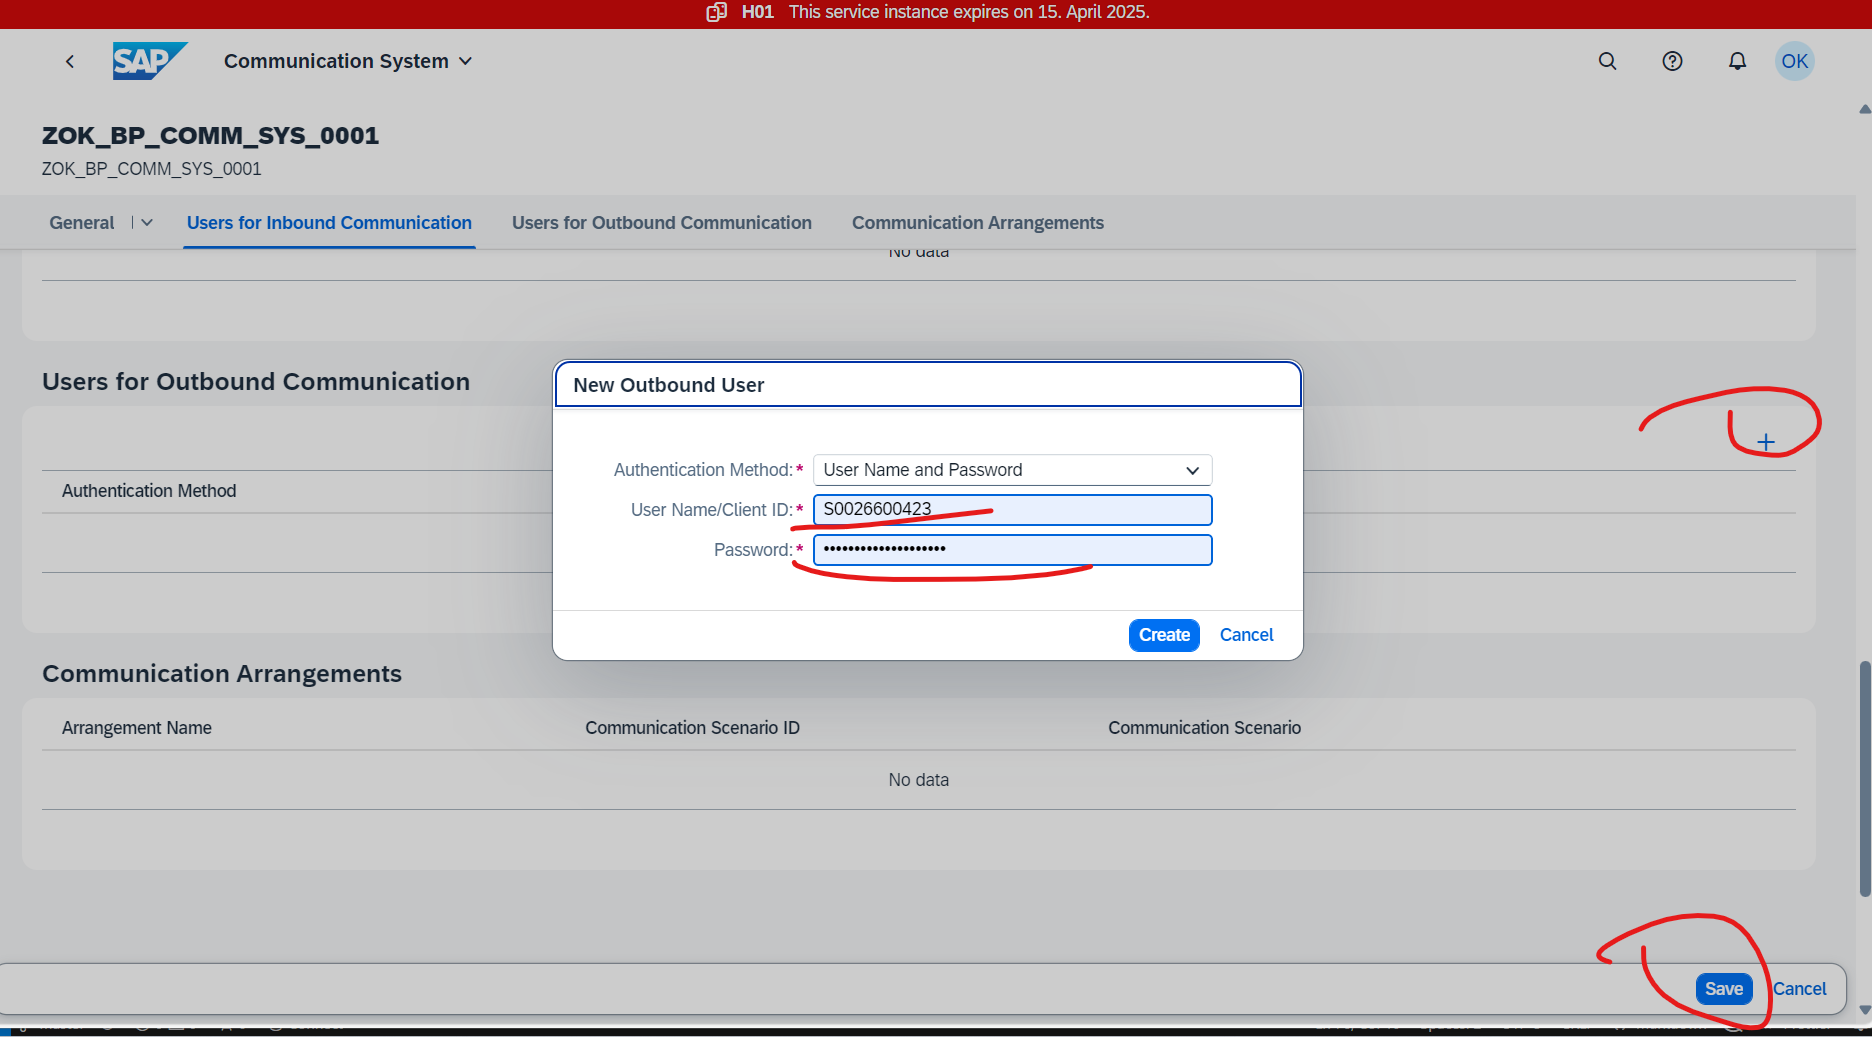 H01 This service instance expires on 15. April 2025.
SAP Communication System OK
ZOK_BP_COMM_SYS_0001
ZOK_BP_COMM_SYS_0001
General Users for Inbound Communication Users for Outbound Communication Communication Arrangements
No data
Users for Outbound Communication
Authentication Method
New Outbound User
Authentication Method:* User Name and Password
User Name/Client ID:* S0026600423
Password:* ••••••••••••••••••••
Create Cancel
Communication Arrangements
Arrangement Name Communication Scenario ID Communication Scenario
No data
Save Cancel